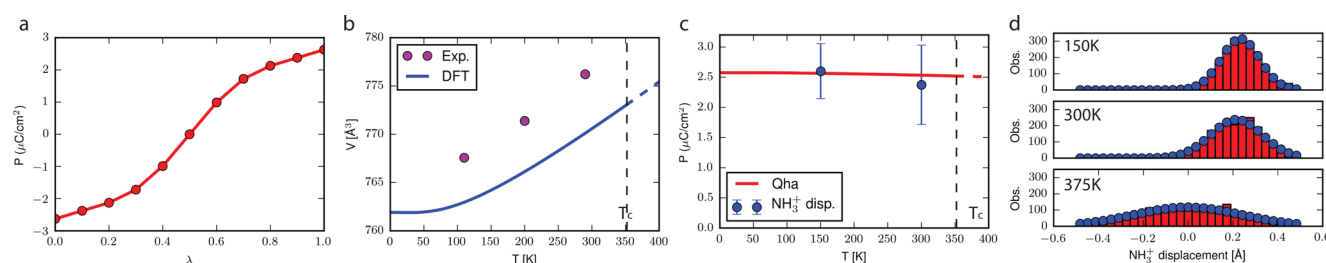 a
3
2
1
0
−1
−2
−3
P (μC/cm²)
0.0 0.2 0.4 0.6 0.8 1.0
λ
b
780
775
770
765
760
V [Å³]
Exp.
DFT
T_c
0 50 100 150 200 250 300 350 400
T [K]
c
3.0
2.5
2.0
1.5
1.0
0.5
0.0
P (μC/cm²)
Qha
NH₃⁺ disp.
T_c
0 100 200 300 400
T [K]
d
150K
300
200
100
0
Obs.
300K
300
200
100
0
Obs.
375K
300
200
100
0
Obs.
−0.6 −0.4 −0.2 0.0 0.2 0.4 0.6
NH₃⁺ displacement [Å]